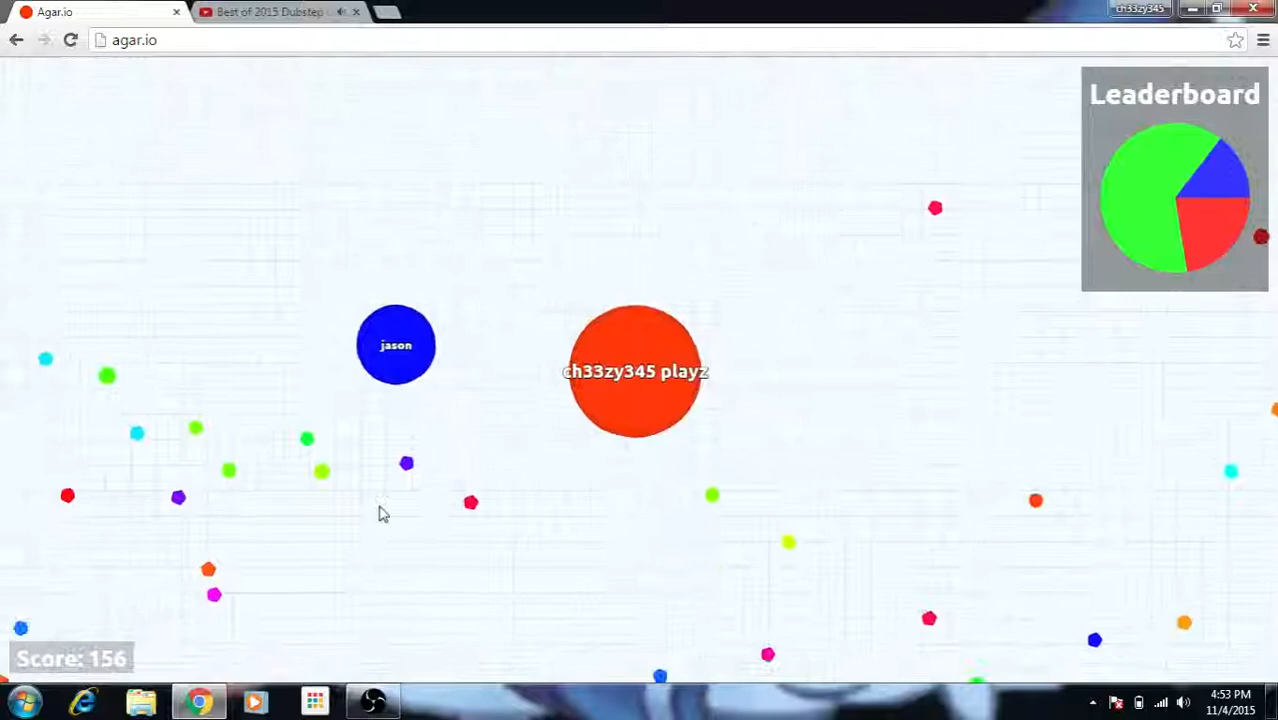 Agar.io
Best of 2015 Dubstep
ch33zy345
agar.io
Leaderboard
jason
ch33zy345 playz
Score: 156
4:53 PM
11/4/2015